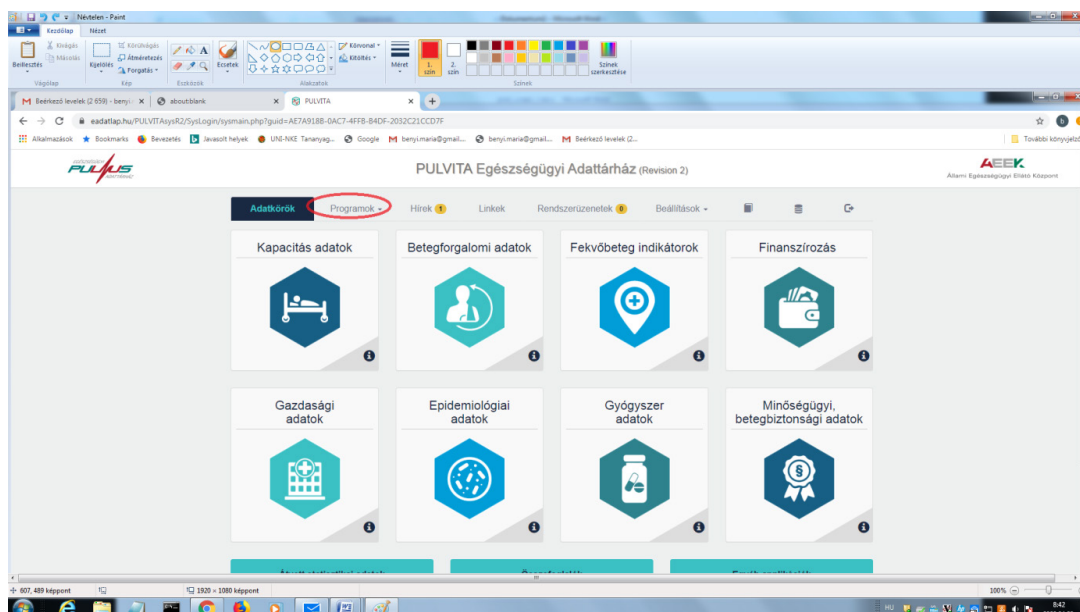 Névtelen - Paint
Kezdőlap Nézet
Beillesztés
Kivágás
Másolás
Vágólap
Kijelölés
Körülvágás
Átméretezés
Forgatás
Kép
Eszközök
Ecsetek
Alakzatok
Körvonal
Kitöltés
Méret
1. szín
2. szín
Színek
Színek szerkesztése
Beérkező levelek (2 659) - benyi
aboutblank
PULVITA
eadatlap.hu/PULVITAsysR2/SysLogin/sysmain.php?guid=AE7A918B-0AC7-4FFB-B4DF-2032C21CCD7F
Alkalmazások Bookmarks Bevezetés Javasolt helyek UNI-NKE Tananyag... Google benyi.maria@gmail... benyi.maria@gmail... Beérkező levelek (2... További könyvjelző
PULVUS
PULVITA Egészségügyi Adattárház (Revision 2)
AEEK
Állami Egészségügyi Ellátó Központ
Adatkörök Programok Hírek 1 Linkek Rendszerüzenetek 0 Beállítások
Kapacitás adatok
Betegforgalomi adatok
Fekvőbeteg indikátorok
Finanszírozás
Gazdasági
adatok
Epidemiológiai
adatok
Gyógyszer
adatok
Minőségügyi,
betegbiztonsági adatok
607, 489 képpont
1920 × 1080 képpont
100%
HU
8:42